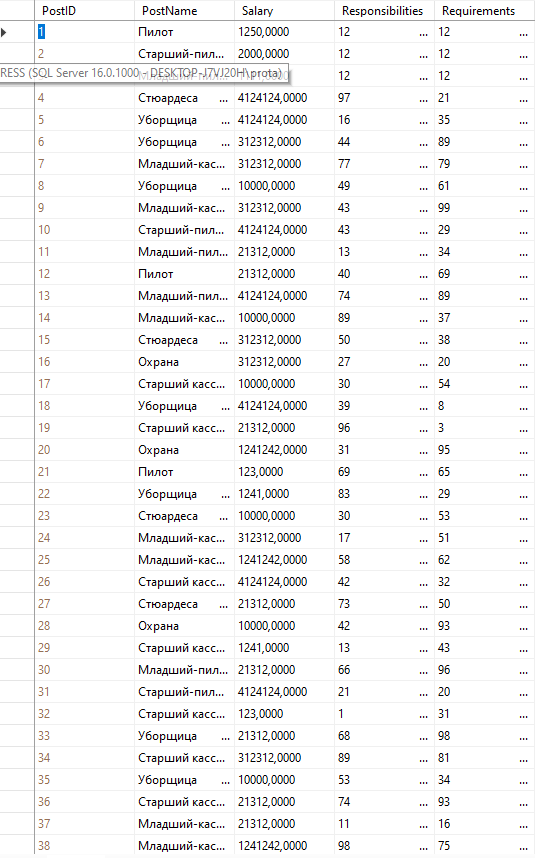 PostID PostName Salary Responsibilities Requirements
1 Пилот 1250,0000 12 ... 12 ...
2 Старший-пил... 2000,0000 12 ... 12 ...
RESS (SQL Server 16.0.1000 - DESKTOP-J7VJ20H\prota) 12 ... 12 ...
4 Стюардеса ... 4124124,0000 97 ... 21 ...
5 Уборщица ... 4124124,0000 16 ... 35 ...
6 Уборщица ... 312312,0000 44 ... 89 ...
7 Младший-кас... 312312,0000 77 ... 79 ...
8 Уборщица ... 10000,0000 49 ... 61 ...
9 Младший-кас... 312312,0000 43 ... 99 ...
10 Старший-пил... 4124124,0000 43 ... 29 ...
11 Младший-пил... 21312,0000 13 ... 34 ...
12 Пилот 21312,0000 40 ... 69 ...
13 Младший-пил... 4124124,0000 74 ... 89 ...
14 Младший-кас... 10000,0000 89 ... 37 ...
15 Стюардеса ... 312312,0000 50 ... 38 ...
16 Охрана 312312,0000 27 ... 20 ...
17 Старший касс... 10000,0000 30 ... 54 ...
18 Уборщица ... 4124124,0000 39 ... 8 ...
19 Старший касс... 21312,0000 96 ... 3 ...
20 Охрана 1241242,0000 31 ... 95 ...
21 Пилот 123,0000 69 ... 65 ...
22 Уборщица ... 1241,0000 83 ... 29 ...
23 Стюардеса ... 10000,0000 30 ... 53 ...
24 Младший-кас... 312312,0000 17 ... 51 ...
25 Младший-кас... 1241242,0000 58 ... 62 ...
26 Старший касс... 4124124,0000 42 ... 32 ...
27 Стюардеса ... 21312,0000 73 ... 50 ...
28 Охрана 10000,0000 42 ... 93 ...
29 Старший касс... 1241,0000 13 ... 43 ...
30 Младший-пил... 21312,0000 66 ... 96 ...
31 Старший-пил... 4124124,0000 21 ... 20 ...
32 Старший касс... 123,0000 1 ... 31 ...
33 Уборщица ... 21312,0000 68 ... 98 ...
34 Старший касс... 312312,0000 89 ... 81 ...
35 Уборщица ... 10000,0000 53 ... 34 ...
36 Старший касс... 21312,0000 74 ... 93 ...
37 Младший-кас... 21312,0000 11 ... 16 ...
38 Младший-кас... 1241242,0000 98 ... 75 ...